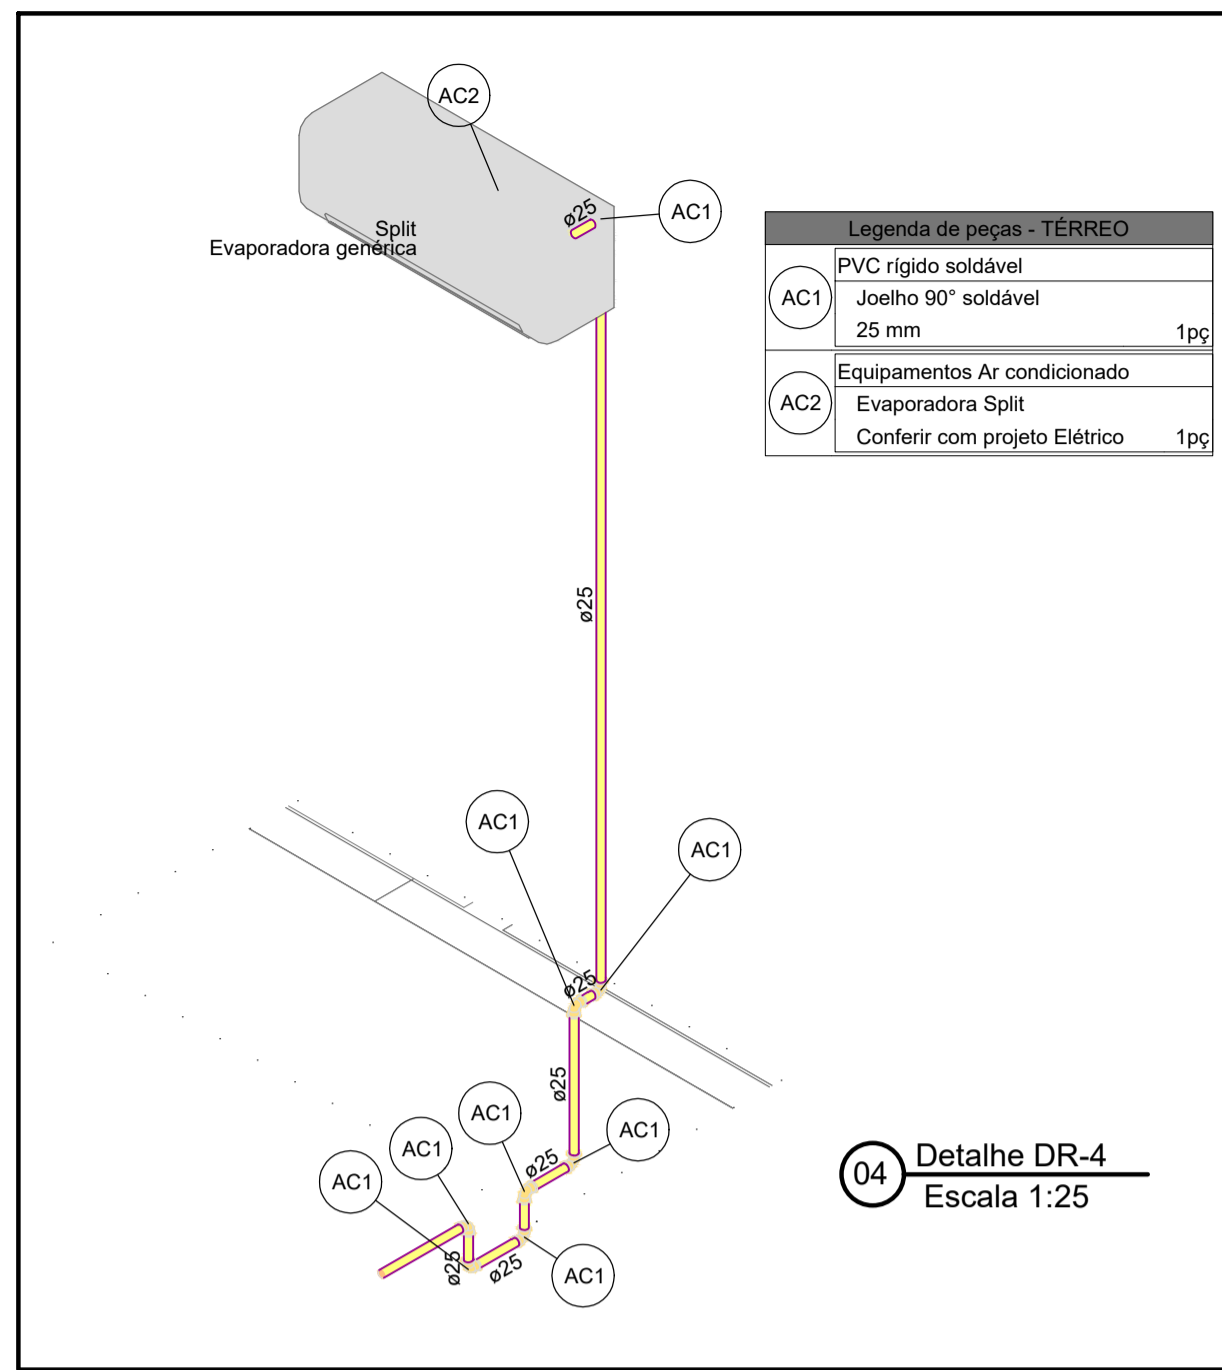 AC2
ø25
AC1
Split
Evaporadora genérica
Legenda de peças - TÉRREO
AC1
PVC rígido soldável
Joelho 90° soldável
25 mm 1pç
AC2
Equipamentos Ar condicionado
Evaporadora Split
Conferir com projeto Elétrico 1pç
ø25
AC1
AC1
ø25
ø25
AC1
AC1
AC1
ø25
AC1
ø25
ø25
AC1
04
Detalhe DR-4
Escala 1:25